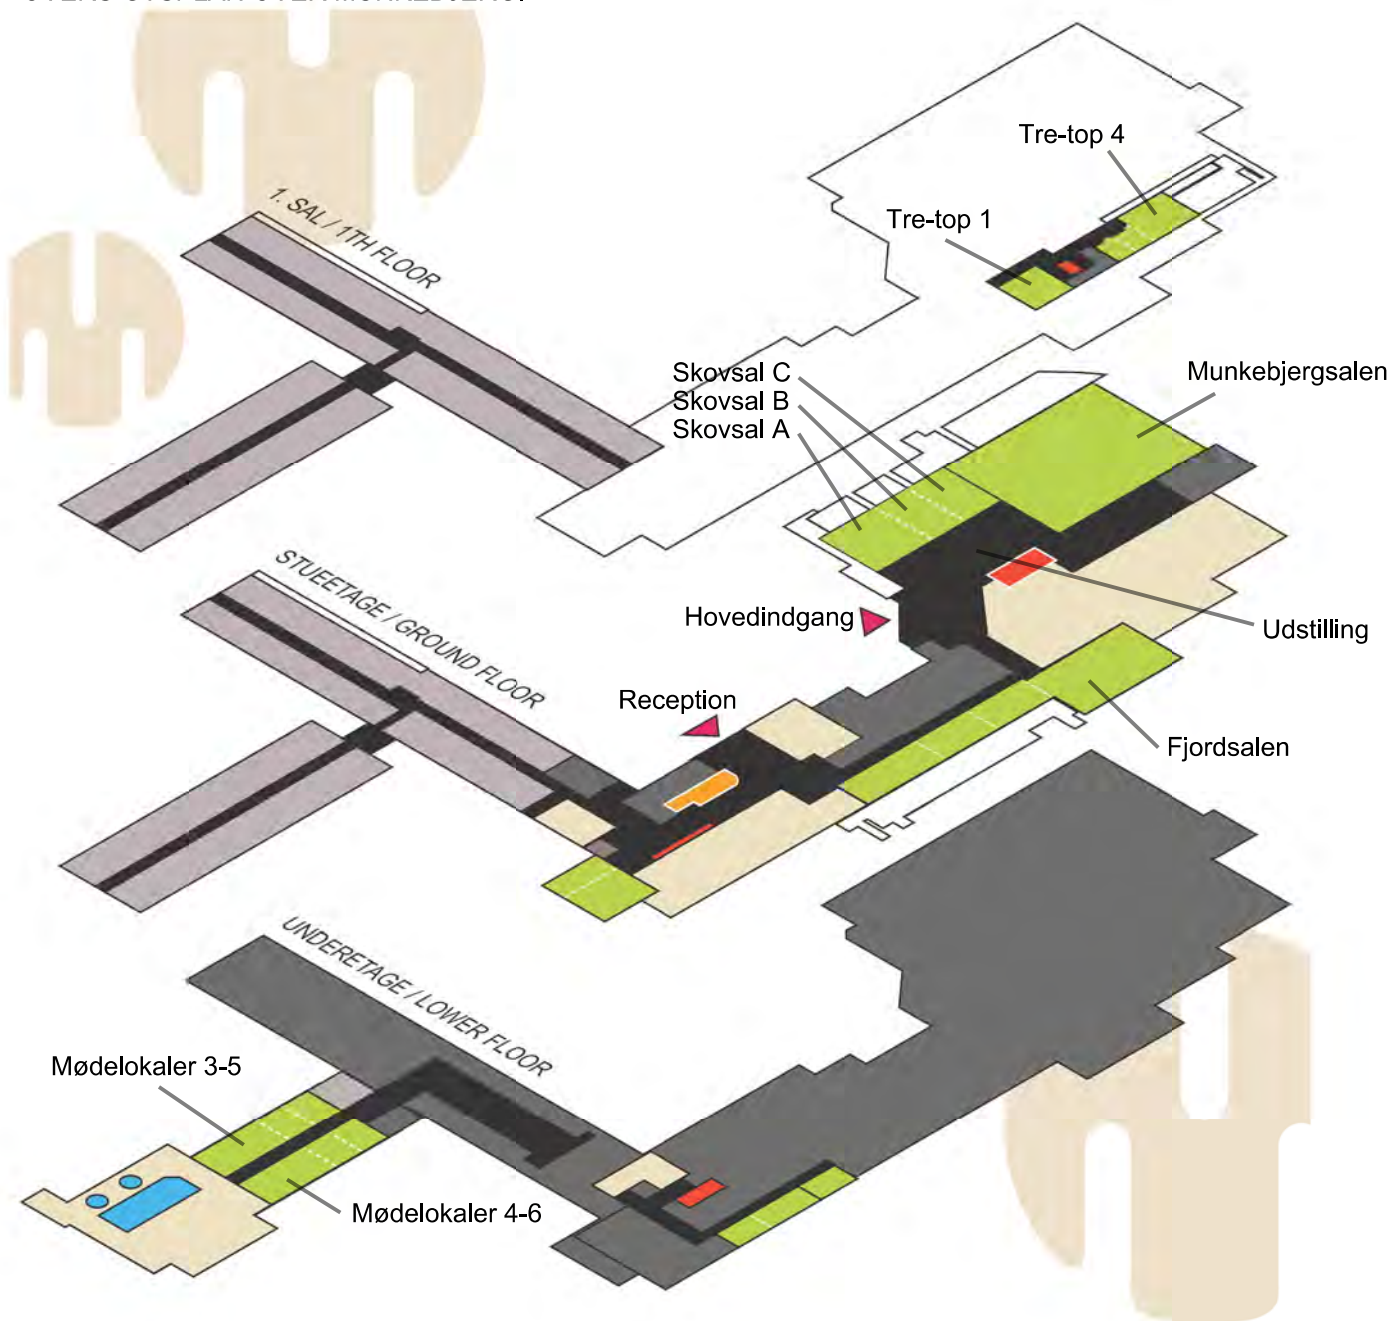 Tre-top 4
Tre-top 1
1. SAL / 1TH FLOOR
Skovsal C
Skovsal B
Skovsal A
Munkebjergsalen
STUEETAGE / GROUND FLOOR
Hovedindgang
Udstilling
Reception
Fjordsalen
UNDERETAGE / LOWER FLOOR
Mødelokaler 3-5
Mødelokaler 4-6